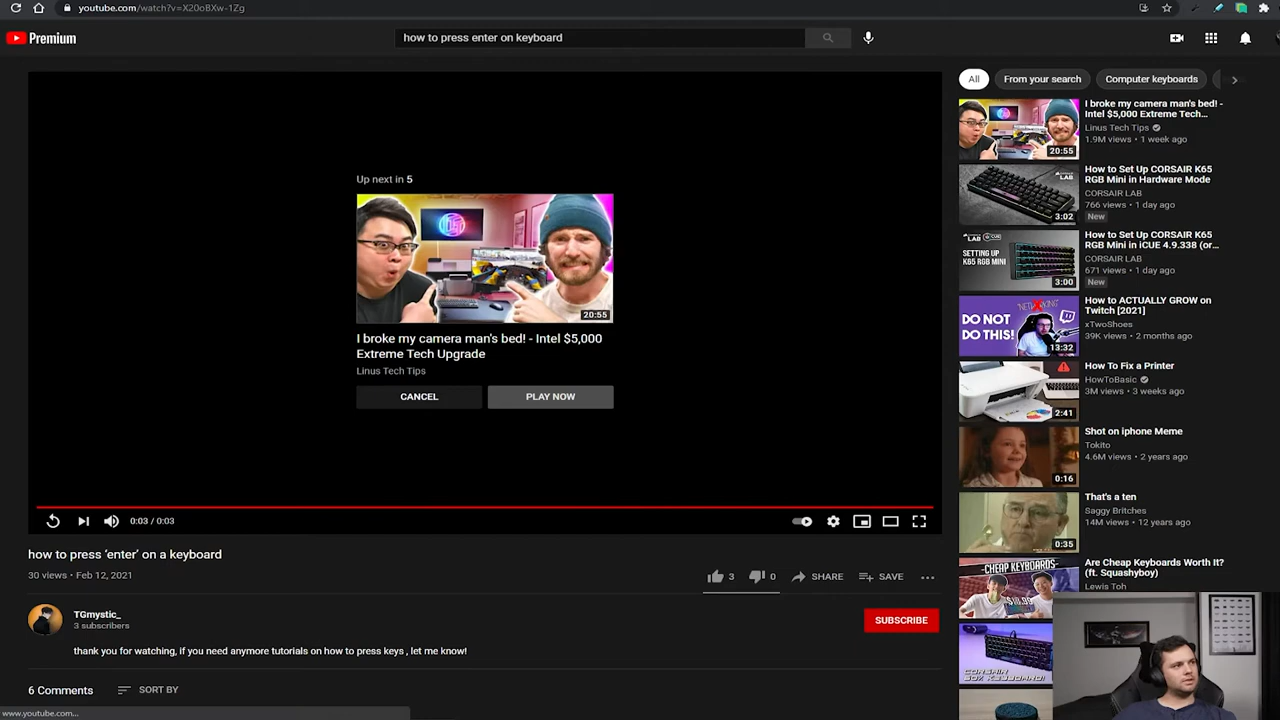 youtube.com/watch?v=X20oBXw-1Zg
Premium
how to press enter on keyboard
Up next in 5
20:55
I broke my camera man's bed! - Intel $5,000
Extreme Tech Upgrade
Linus Tech Tips
CANCEL
PLAY NOW
0:03 / 0:03
how to press ‘enter’ on a keyboard
30 views • Feb 12, 2021
3
0
SHARE
SAVE
TGmystic_
3 subscribers
SUBSCRIBE
thank you for watching, if you need anymore tutorials on how to press keys , let me know!
6 Comments
SORT BY
www.youtube.com...
All
From your search
Computer keyboards
I broke my camera man's bed! -
Intel $5,000 Extreme Tech...
Linus Tech Tips
1.9M views • 1 week ago
20:55
How to Set Up CORSAIR K65
RGB Mini in Hardware Mode
CORSAIR LAB
766 views • 1 day ago
New
LAB
3:02
How to Set Up CORSAIR K65
RGB Mini in iCUE 4.9.338 (or...
CORSAIR LAB
671 views • 1 day ago
New
LAB
SETTING UP
K65 RGB MINI
3:00
How to ACTUALLY GROW on
Twitch [2021]
xTwoShoes
39K views • 2 months ago
DO NOT
DO THIS!
13:32
How To Fix a Printer
HowToBasic
3M views • 3 weeks ago
2:41
Shot on iphone Meme
Tokito
4.6M views • 2 years ago
0:16
That's a ten
Saggy Britches
14M views • 12 years ago
0:35
Are Cheap Keyboards Worth It?
(ft. Squashyboy)
Lewis Toh
CHEAP KEYBOARDS
CORSAIR
60% KEYBOARD!